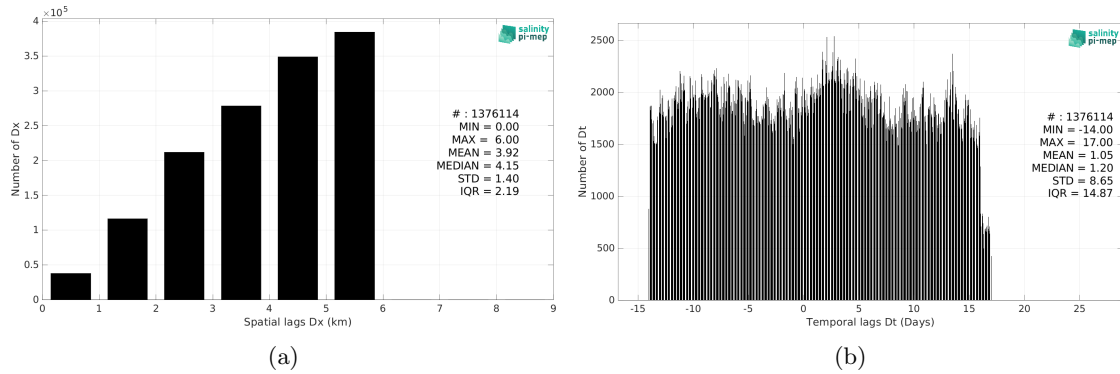 ×10⁵
4
3.5
3
2.5
2
1.5
1
0.5
0
Number of Dx
0 1 2 3 4 5 6 7 8 9
Spatial lags Dx (km)
salinity
pi-mep
# : 1376114
MIN = 0.00
MAX = 6.00
MEAN = 3.92
MEDIAN = 4.15
STD = 1.40
IQR = 2.19
(a)
2500
2000
1500
1000
500
0
Number of Dt
-15 -10 -5 0 5 10 15 20 25
Temporal lags Dt (Days)
salinity
pi-mep
# : 1376114
MIN = -14.00
MAX = 17.00
MEAN = 1.05
MEDIAN = 1.20
STD = 8.65
IQR = 14.87
(b)